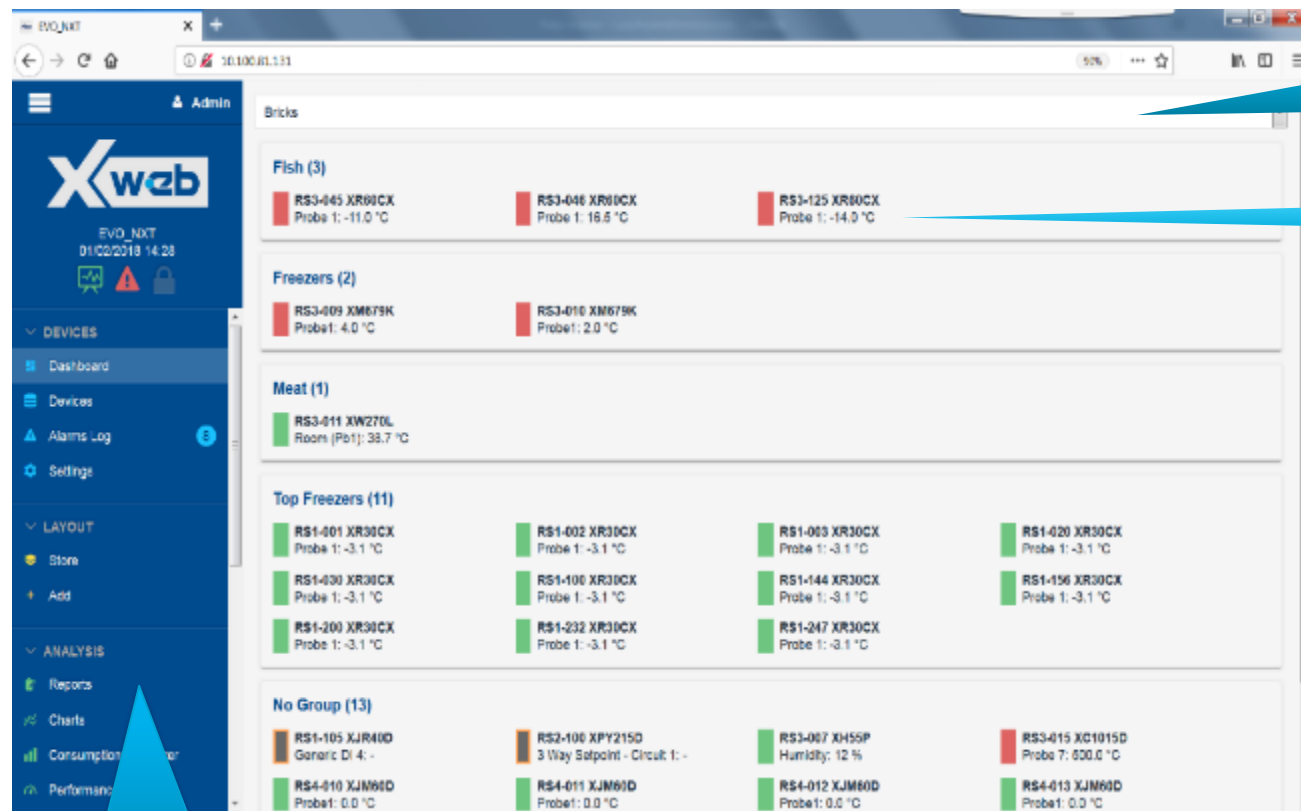 EVO_NXT
10.100.81.131
90%
Admin
Xweb
EVO_NXT
01/02/2018 14:28
DEVICES
Dashboard
Devices
Alarms Log
Settings
LAYOUT
Store
Add
ANALYSIS
Reports
Charts
Bricks
Fish (3)
RS3-045 XR60CX
RS3-046 XR60CX
RS3-125 XR60CX
Probe 1: -11.0 °C
Probe 1: 16.5 °C
Probe 1: -14.0 °C
Freezers (2)
RS3-009 XM679K
RS3-010 XM679K
Probe1: 4.0 °C
Probe1: 2.0 °C
Meat (1)
RS3-011 XW270L
Room (Pb1): 38.7 °C
Top Freezers (11)
RS1-001 XR30CX
RS1-002 XR30CX
RS1-003 XR30CX
RS1-020 XR30CX
Probe 1: -3.1 °C
Probe 1: -3.1 °C
Probe 1: -3.1 °C
Probe 1: -3.1 °C
RS1-030 XR30CX
RS1-100 XR30CX
RS1-144 XR30CX
RS1-156 XR30CX
Probe 1: -3.1 °C
Probe 1: -3.1 °C
Probe 1: -3.1 °C
Probe 1: -3.1 °C
RS1-200 XR30CX
RS1-232 XR30CX
RS1-247 XR30CX
Probe 1: -3.1 °C
Probe 1: -3.1 °C
Probe 1: -3.1 °C
No Group (13)
RS1-105 XJR40D
RS2-100 XPY215D
RS3-007 XH55P
RS3-015 XC1015D
Generic DI 4: -
3 Way Setpoint - Circuit 1: -
Humidity: 12 %
Probe 7: 600.0 °C
RS4-010 XJM60D
RS4-011 XJM60D
RS4-012 XJM60D
RS4-013 XJM60D
Probe1: 0.0 °C
Probe1: 0.0 °C
Probe1: 0.0 °C
Probe1: 0.0 °C